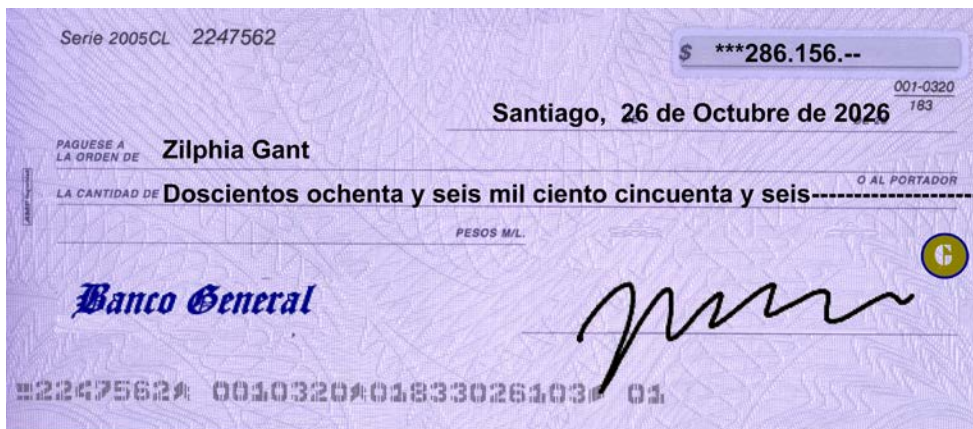 Serie 2005CL 2247562
$ ***286.156.--
001-0320
183
Santiago, 26 de Octubre de 2026
PAGUESE A
LA ORDEN DE Zilphia Gant
O AL PORTADOR
LA CANTIDAD DE Doscientos ochenta y seis mil ciento cincuenta y seis-------------------
PESOS M/L.
G
Banco General
2247562 0010320 018330261030 01